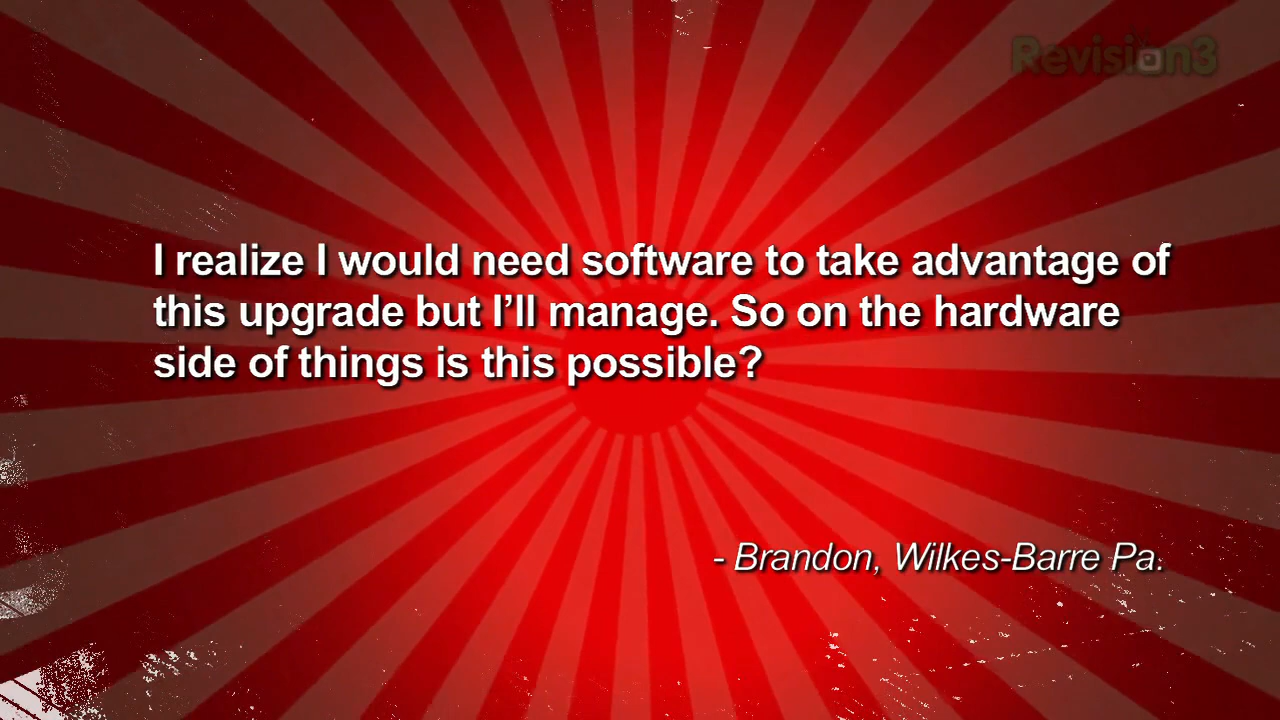 Revision3
I realize I would need software to take advantage of
this upgrade but I’ll manage. So on the hardware
side of things is this possible?
- Brandon, Wilkes-Barre Pa.